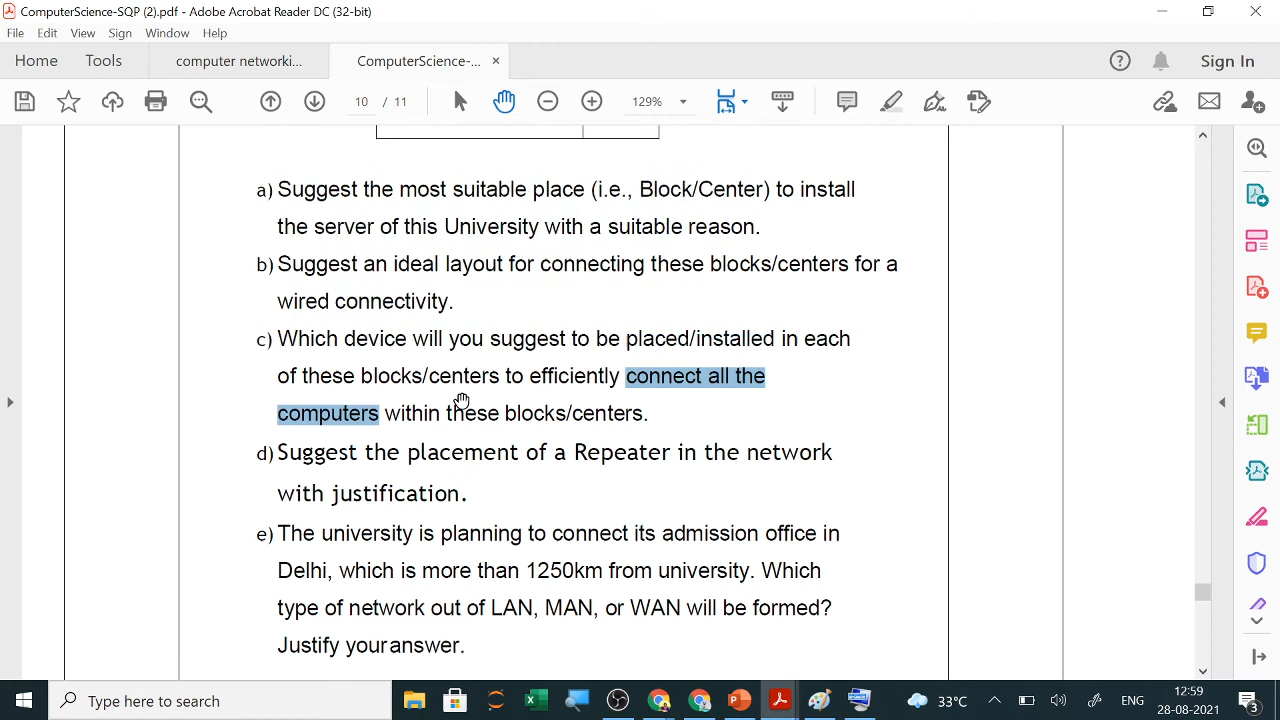 ComputerScience-SQP (2).pdf - Adobe Acrobat Reader DC (32-bit)
File Edit View Sign Window Help
Home Tools computer networki... ComputerScience-... × Sign In
10 / 11 129%
a) Suggest the most suitable place (i.e., Block/Center) to install
the server of this University with a suitable reason.
b) Suggest an ideal layout for connecting these blocks/centers for a
wired connectivity.
c) Which device will you suggest to be placed/installed in each
of these blocks/centers to efficiently connect all the
computers within these blocks/centers.
d) Suggest the placement of a Repeater in the network
with justification.
e) The university is planning to connect its admission office in
Delhi, which is more than 1250km from university. Which
type of network out of LAN, MAN, or WAN will be formed?
Justify youranswer.
Type here to search
33°C ENG
12:59
28-08-2021
3